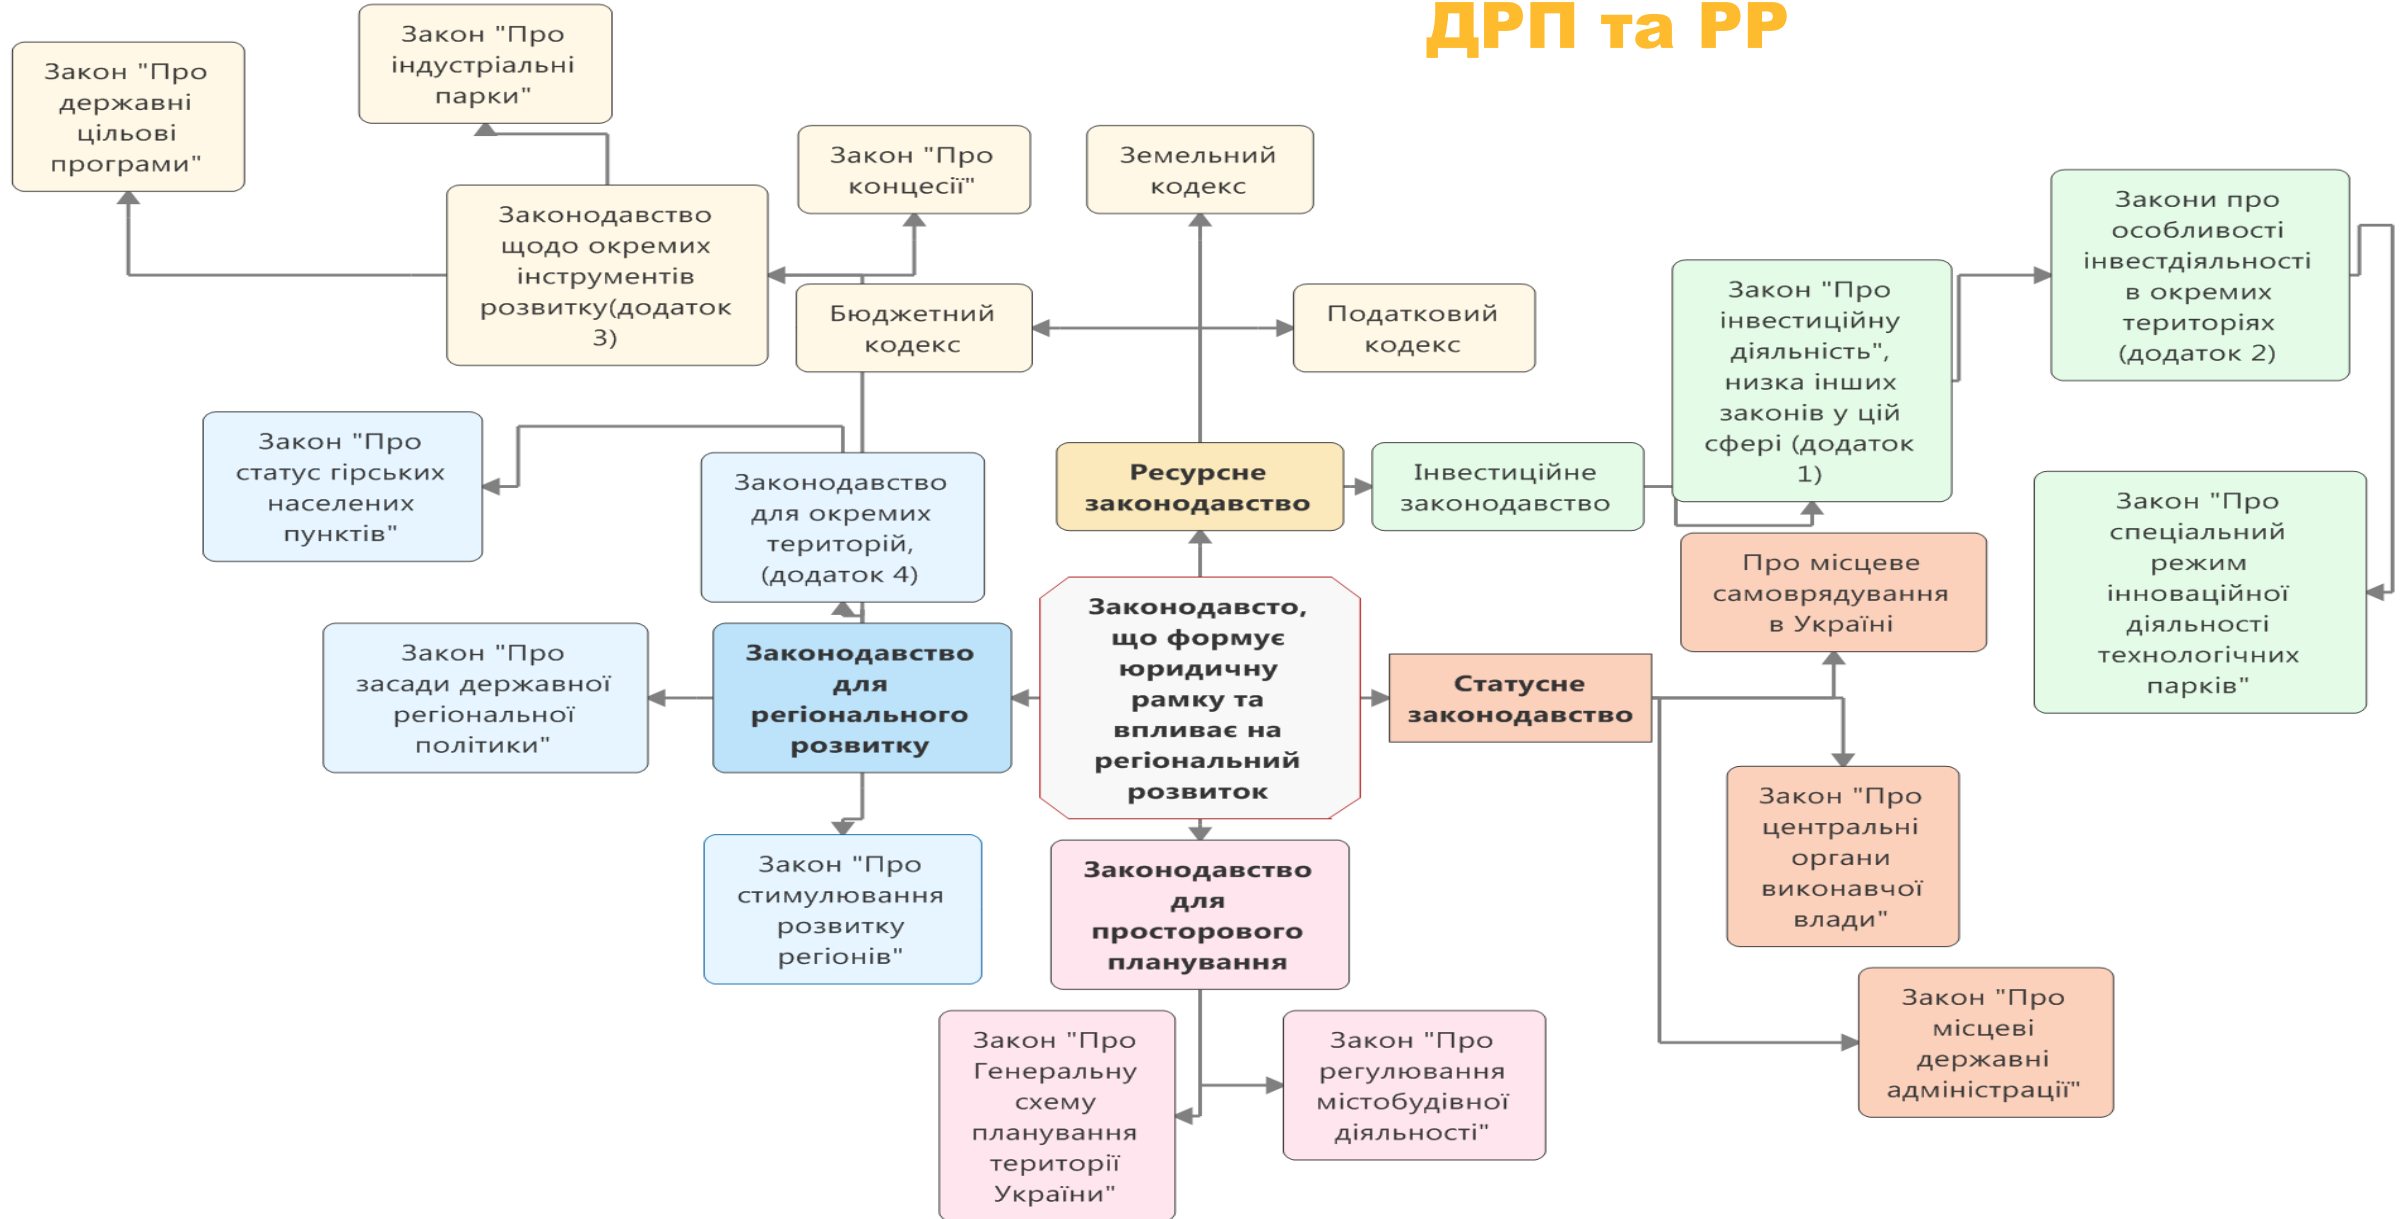 ДРП та РР
Закон "Про
індустріальні
парки"
Закон "Про
державні
цільові
програми"
Закон "Про
концесії"
Земельний
кодекс
Законодавство
щодо окремих
інструментів
розвитку(додаток
3)
Бюджетний
кодекс
Податковий
кодекс
Закон "Про
інвестиційну
діяльність",
низка інших
законів у цій
сфері (додаток
1)
Закони про
особливості
інвестдіяльності
в окремих
територіях
(додаток 2)
Закон "Про
статус гірських
населених
пунктів"
Законодавство
для окремих
територій,
(додаток 4)
Ресурсне
законодавство
Інвестиційне
законодавство
Закон "Про
спеціальний
режим
інноваційної
діяльності
технологічних
парків"
Про місцеве
самоврядування
в Україні
Закон "Про
засади державної
регіональної
політики"
Законодавство
для
регіонального
розвитку
Законодавсто,
що формує
юридичну
рамку та
впливає на
регіональний
розвиток
Статусне
законодавство
Закон "Про
центральні
органи
виконавчої
влади"
Закон "Про
стимулювання
розвитку
регіонів"
Законодавство
для
просторового
планування
Закон "Про
місцеві
державні
адміністрації"
Закон "Про
Генеральну
схему
планування
території
України"
Закон "Про
регулювання
містобудівної
діяльності"